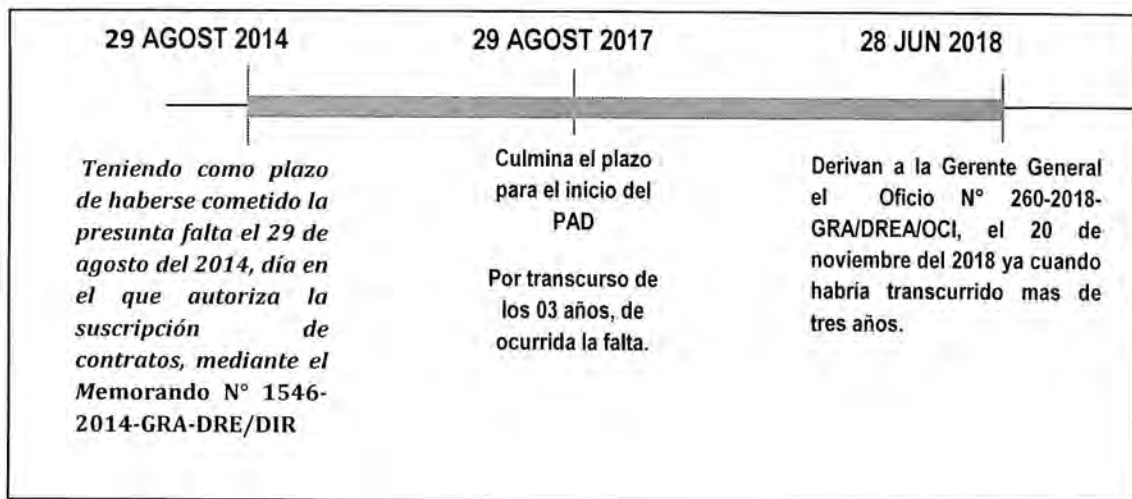 29 AGOST 2014
29 AGOST 2017
28 JUN 2018
Teniendo como plazo
de haberse cometido la
presunta falta el 29 de
agosto del 2014, día en
el que autoriza la
suscripción de
contratos, mediante el
Memorando N° 1546-
2014-GRA-DRE/DIR
Culmina el plazo
para el inicio del
PAD
Por transcurso de
los 03 años, de
ocurrida la falta.
Derivan a la Gerente General
el Oficio N° 260-2018-
GRA/DREA/OCI, el 20 de
noviembre del 2018 ya cuando
habría transcurrido mas de
tres años.